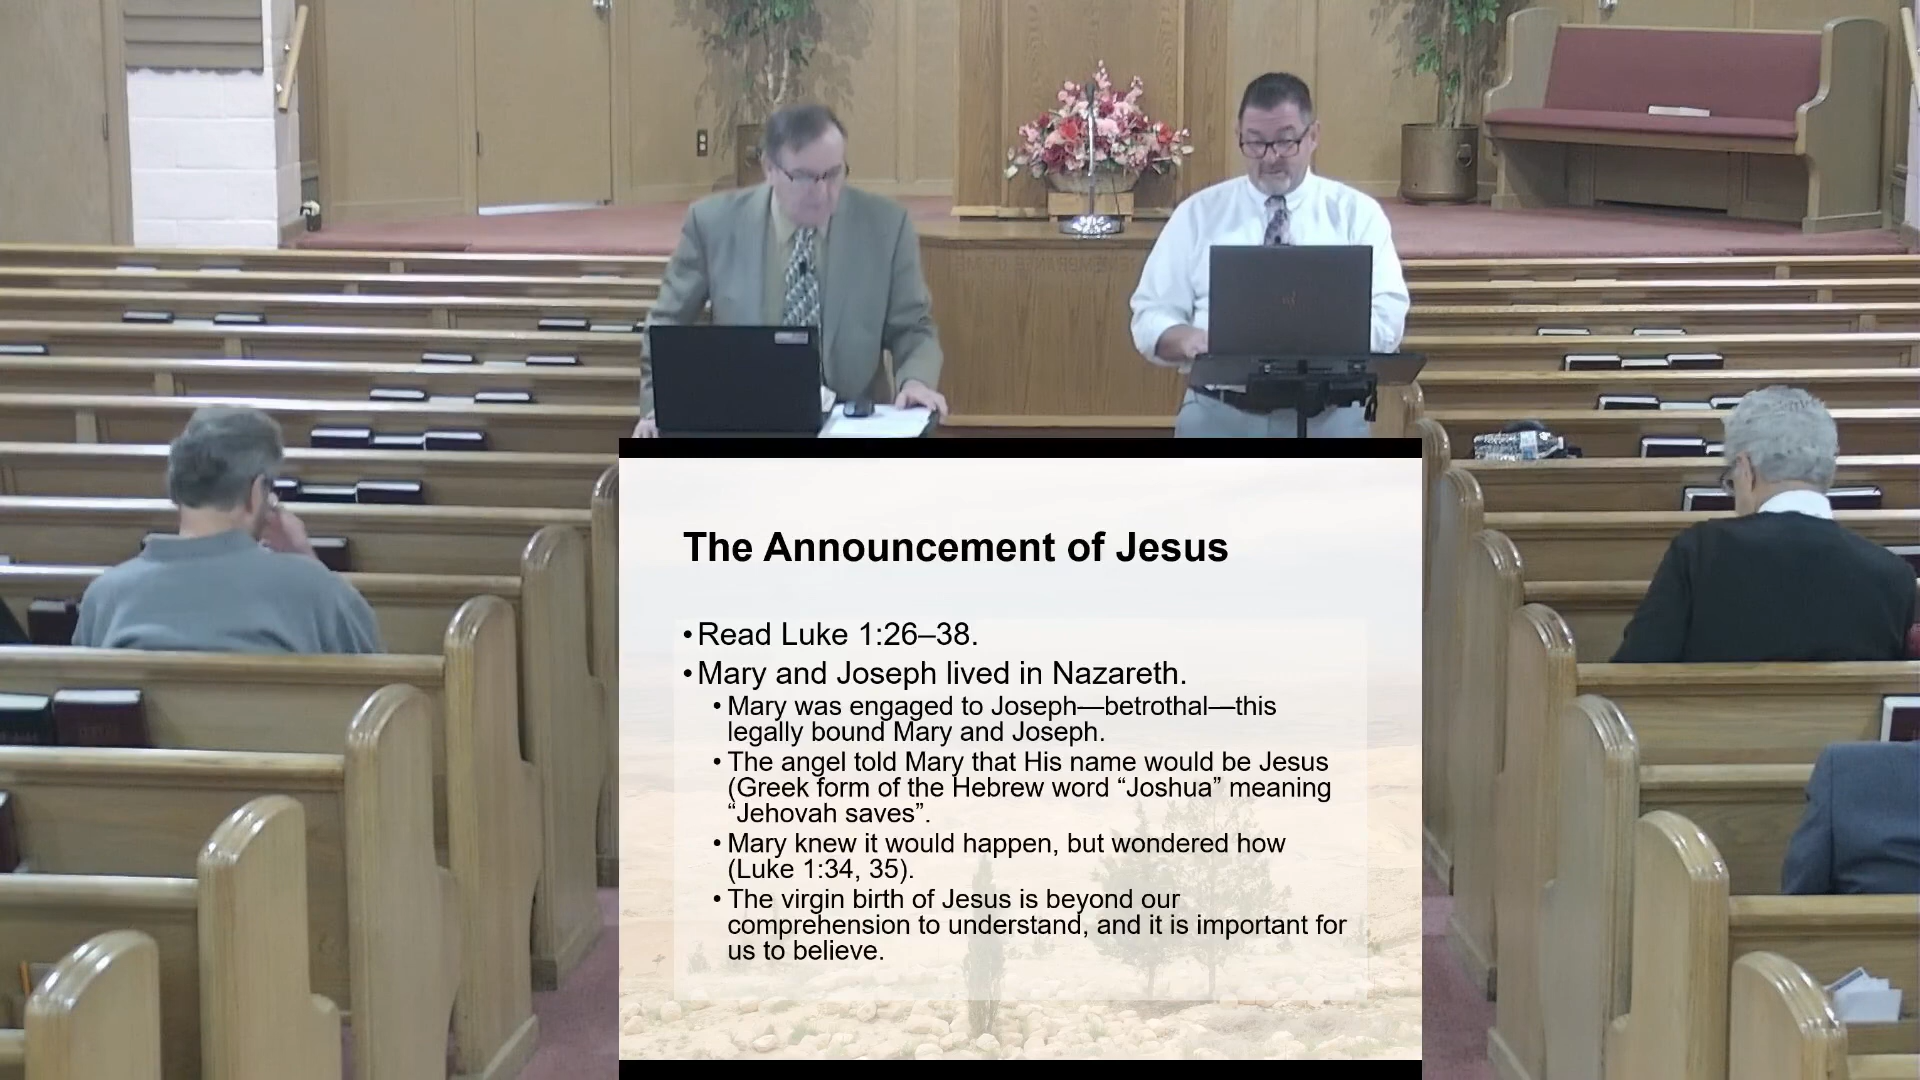 REMEMBRANCE OF ME
The Announcement of Jesus
• Read Luke 1:26–38.
• Mary and Joseph lived in Nazareth.
• Mary was engaged to Joseph—betrothal—this
legally bound Mary and Joseph.
• The angel told Mary that His name would be Jesus
(Greek form of the Hebrew word “Joshua” meaning
“Jehovah saves”.
• Mary knew it would happen, but wondered how
(Luke 1:34, 35).
• The virgin birth of Jesus is beyond our
comprehension to understand, and it is important for
us to believe.